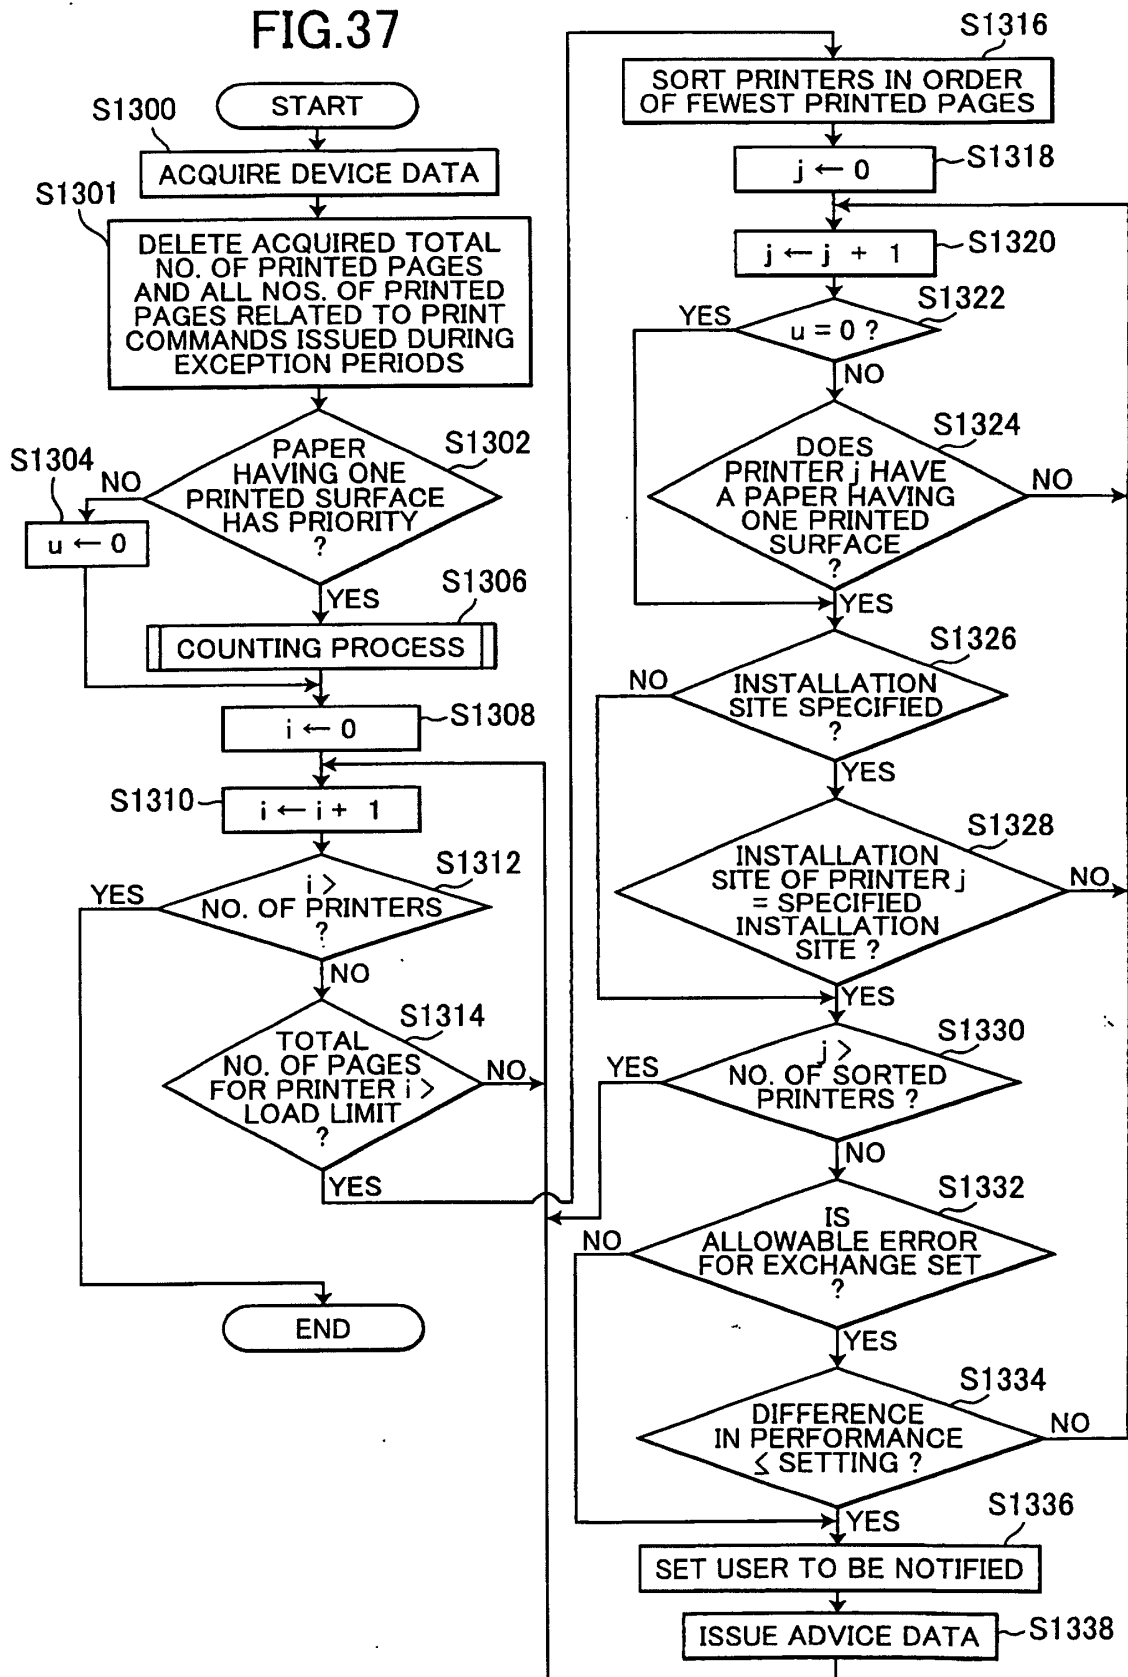 FIG.37
START
S1300
ACQUIRE DEVICE DATA
S1301
DELETE ACQUIRED TOTAL
NO. OF PRINTED PAGES
AND ALL NOS. OF PRINTED
PAGES RELATED TO PRINT
COMMANDS ISSUED DURING
EXCEPTION PERIODS
S1302
PAPER
HAVING ONE
PRINTED SURFACE
HAS PRIORITY
?
NO
S1304
u ← 0
YES
S1306
COUNTING PROCESS
S1308
i ← 0
S1310
i ← i + 1
S1312
i >
NO. OF PRINTERS
?
YES
NO
S1314
TOTAL
NO. OF PAGES
FOR PRINTER i >
LOAD LIMIT
?
NO
YES
END
S1316
SORT PRINTERS IN ORDER
OF FEWEST PRINTED PAGES
S1318
j ← 0
S1320
j ← j + 1
S1322
YES
u = 0 ?
NO
S1324
DOES
PRINTER j HAVE
A PAPER HAVING
ONE PRINTED
SURFACE
?
NO
YES
S1326
NO
INSTALLATION
SITE SPECIFIED
?
YES
S1328
INSTALLATION
SITE OF PRINTER j
= SPECIFIED
INSTALLATION
SITE ?
NO
YES
S1330
YES
j >
NO. OF SORTED
PRINTERS ?
NO
S1332
NO
IS
ALLOWABLE ERROR
FOR EXCHANGE SET
?
YES
S1334
DIFFERENCE
IN PERFORMANCE
≤ SETTING ?
NO
YES
S1336
SET USER TO BE NOTIFIED
ISSUE ADVICE DATA
S1338